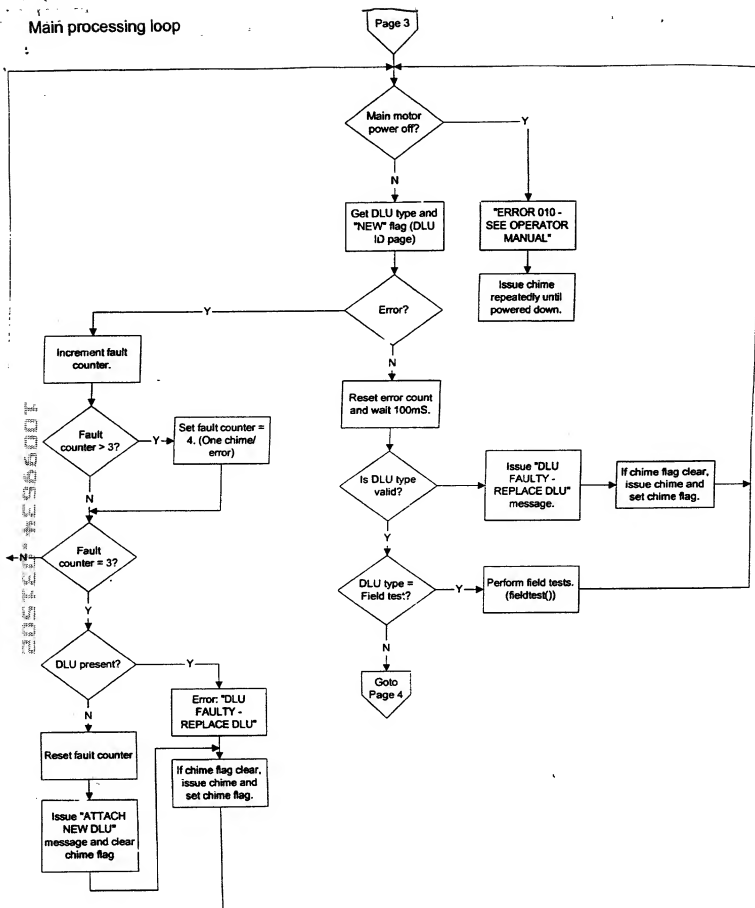 Main processing loop
Page 3
Main motor
power off?
Y
N
Get DLU type and
"NEW" flag (DLU
ID page)
"ERROR 010 -
SEE OPERATOR
MANUAL"
Issue chime
repeatedly until
powered down.
Error?
Y
N
Increment fault
counter.
Reset error count
and wait 100mS.
Fault
counter > 3?
Y
Set fault counter =
4. (One chime/
error)
N
Is DLU type
valid?
Issue "DLU
FAULTY -
REPLACE DLU"
message.
If chime flag clear,
issue chime and
set chime flag.
Y
Fault
counter = 3?
N
Y
DLU type =
Field test?
Y
Perform field tests.
(fieldtest())
N
Goto
Page 4
DLU present?
Y
N
Error: "DLU
FAULTY -
REPLACE DLU"
Reset fault counter
If chime flag clear,
issue chime and
set chime flag.
Issue "ATTACH
NEW DLU"
message and clear
chime flag